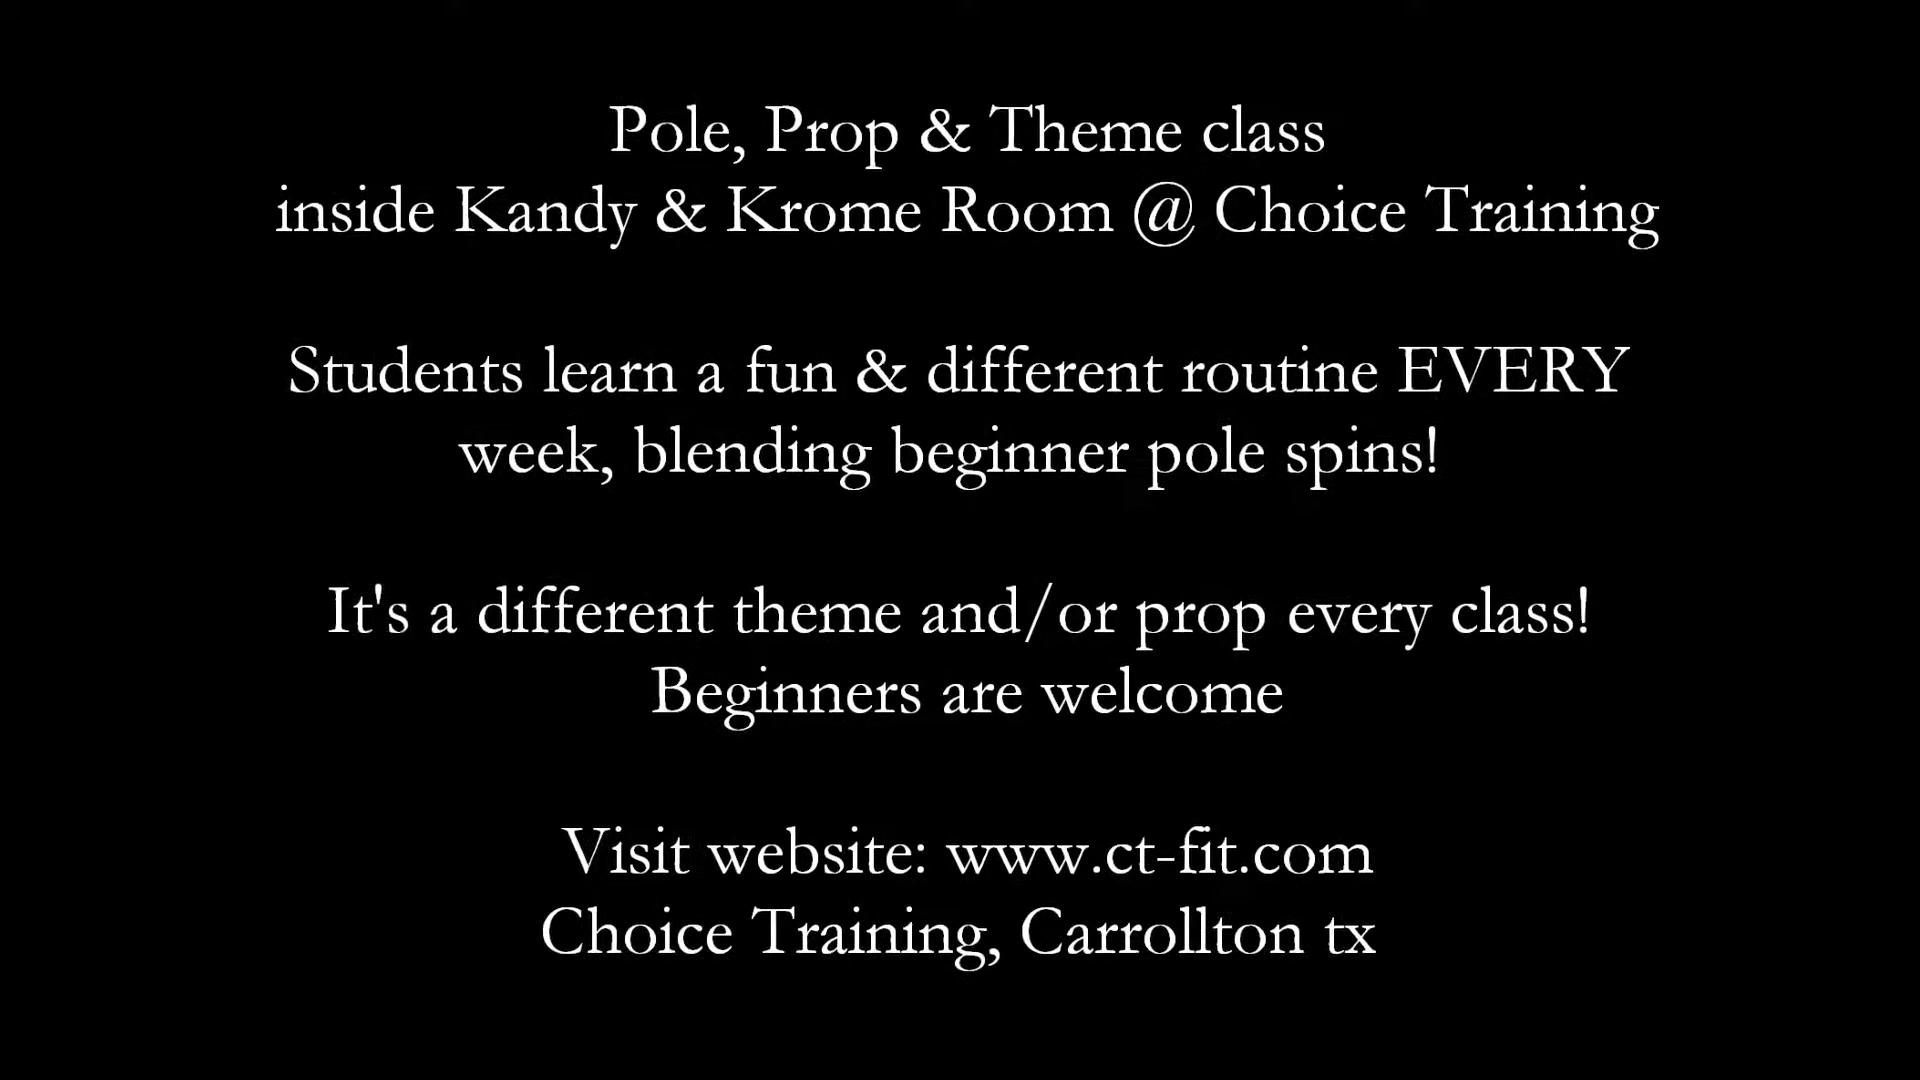 Pole, Prop & Theme class
inside Kandy & Krome Room @ Choice Training
Students learn a fun & different routine EVERY
week, blending beginner pole spins!
It's a different theme and/or prop every class!
Beginners are welcome
Visit website: www.ct-fit.com
Choice Training, Carrollton tx